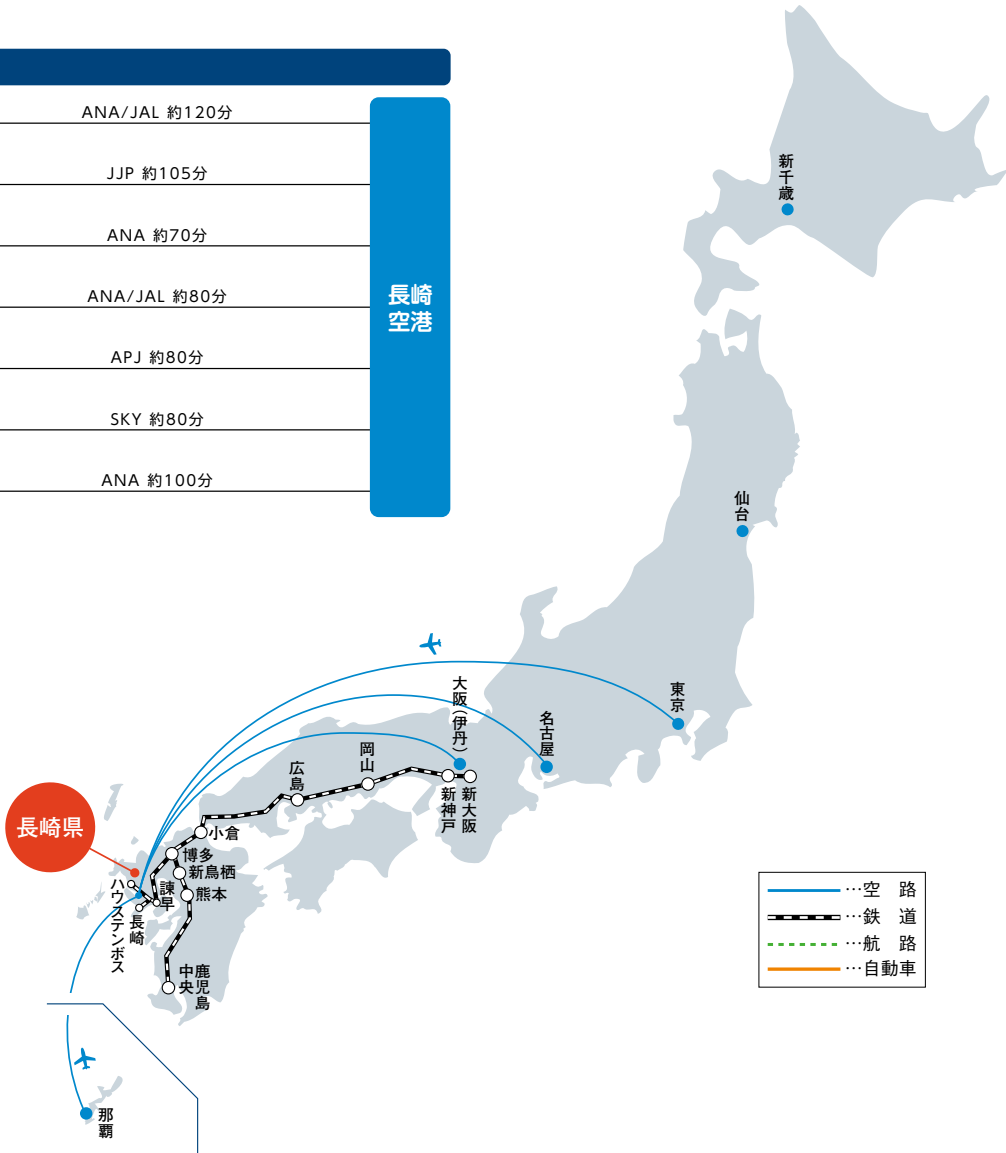 ANA/JAL 約120分
JJP 約105分
ANA 約70分
ANA/JAL 約80分
APJ 約80分
SKY 約80分
ANA 約100分
長崎
空港
新千歳
仙台
東京
名古屋
大阪(伊丹)
岡山
広島
新大阪
新神戸
小倉
博多
新鳥栖
熊本
長崎県
諫早
長崎
ハウステンボス
鹿児島
中央
那覇
…空 路
…鉄 道
…航 路
…自動車